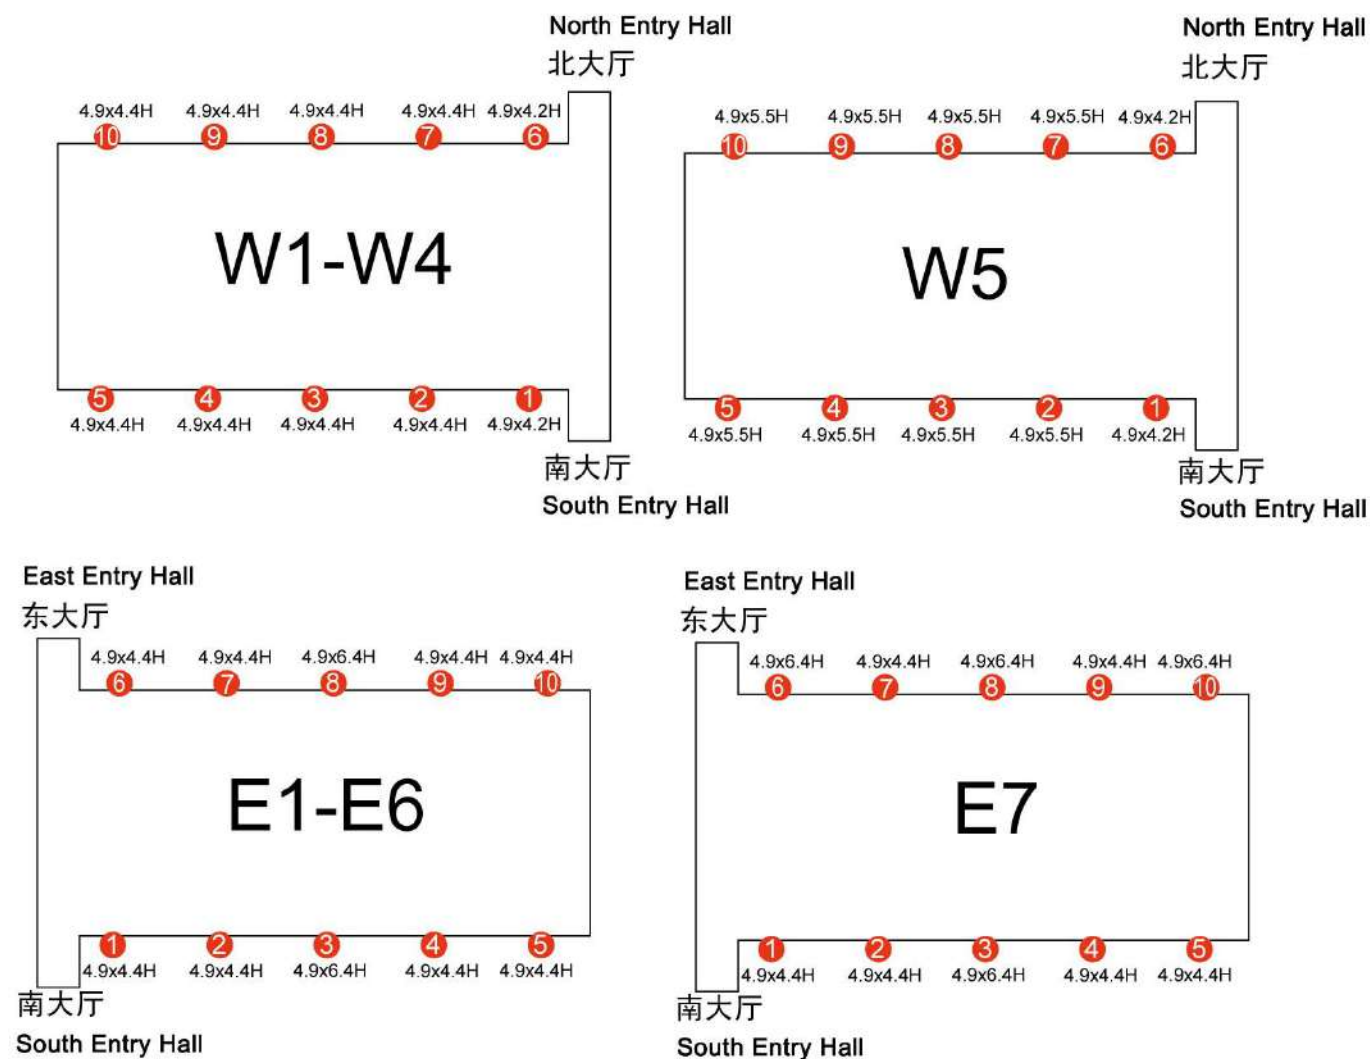 North Entry Hall
北大厅
4.9x4.4H 4.9x4.4H 4.9x4.4H 4.9x4.4H 4.9x4.2H
10 9 8 7 6
W1-W4
5 4 3 2 1
4.9x4.4H 4.9x4.4H 4.9x4.4H 4.9x4.4H 4.9x4.2H
南大厅
South Entry Hall
North Entry Hall
北大厅
4.9x5.5H 4.9x5.5H 4.9x5.5H 4.9x5.5H 4.9x4.2H
10 9 8 7 6
W5
5 4 3 2 1
4.9x5.5H 4.9x5.5H 4.9x5.5H 4.9x5.5H 4.9x4.2H
南大厅
South Entry Hall
East Entry Hall
东大厅
4.9x4.4H 4.9x4.4H 4.9x6.4H 4.9x4.4H 4.9x4.4H
6 7 8 9 10
E1-E6
1 2 3 4 5
4.9x4.4H 4.9x4.4H 4.9x6.4H 4.9x4.4H 4.9x4.4H
南大厅
South Entry Hall
East Entry Hall
东大厅
4.9x6.4H 4.9x4.4H 4.9x6.4H 4.9x4.4H 4.9x6.4H
6 7 8 9 10
E7
1 2 3 4 5
4.9x4.4H 4.9x4.4H 4.9x6.4H 4.9x4.4H 4.9x4.4H
南大厅
South Entry Hall